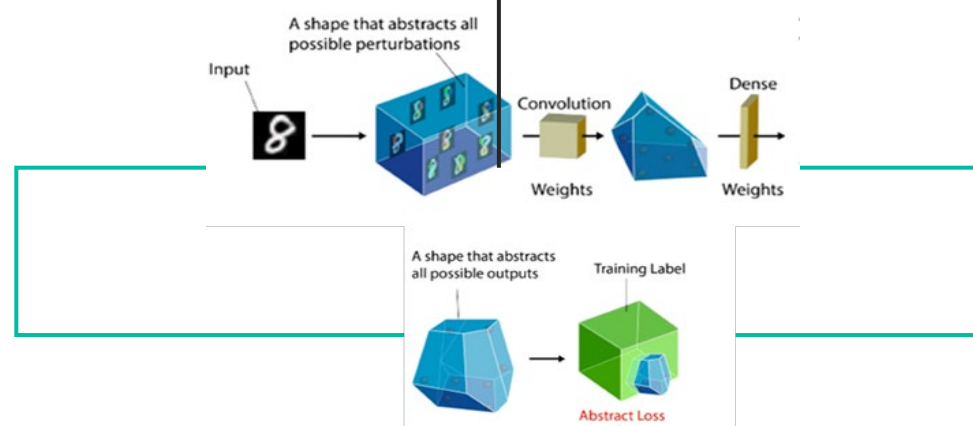 A shape that abstracts all
possible perturbations
Input
Convolution
Dense
Weights
Weights
A shape that abstracts
all possible outputs
Training Label
Abstract Loss